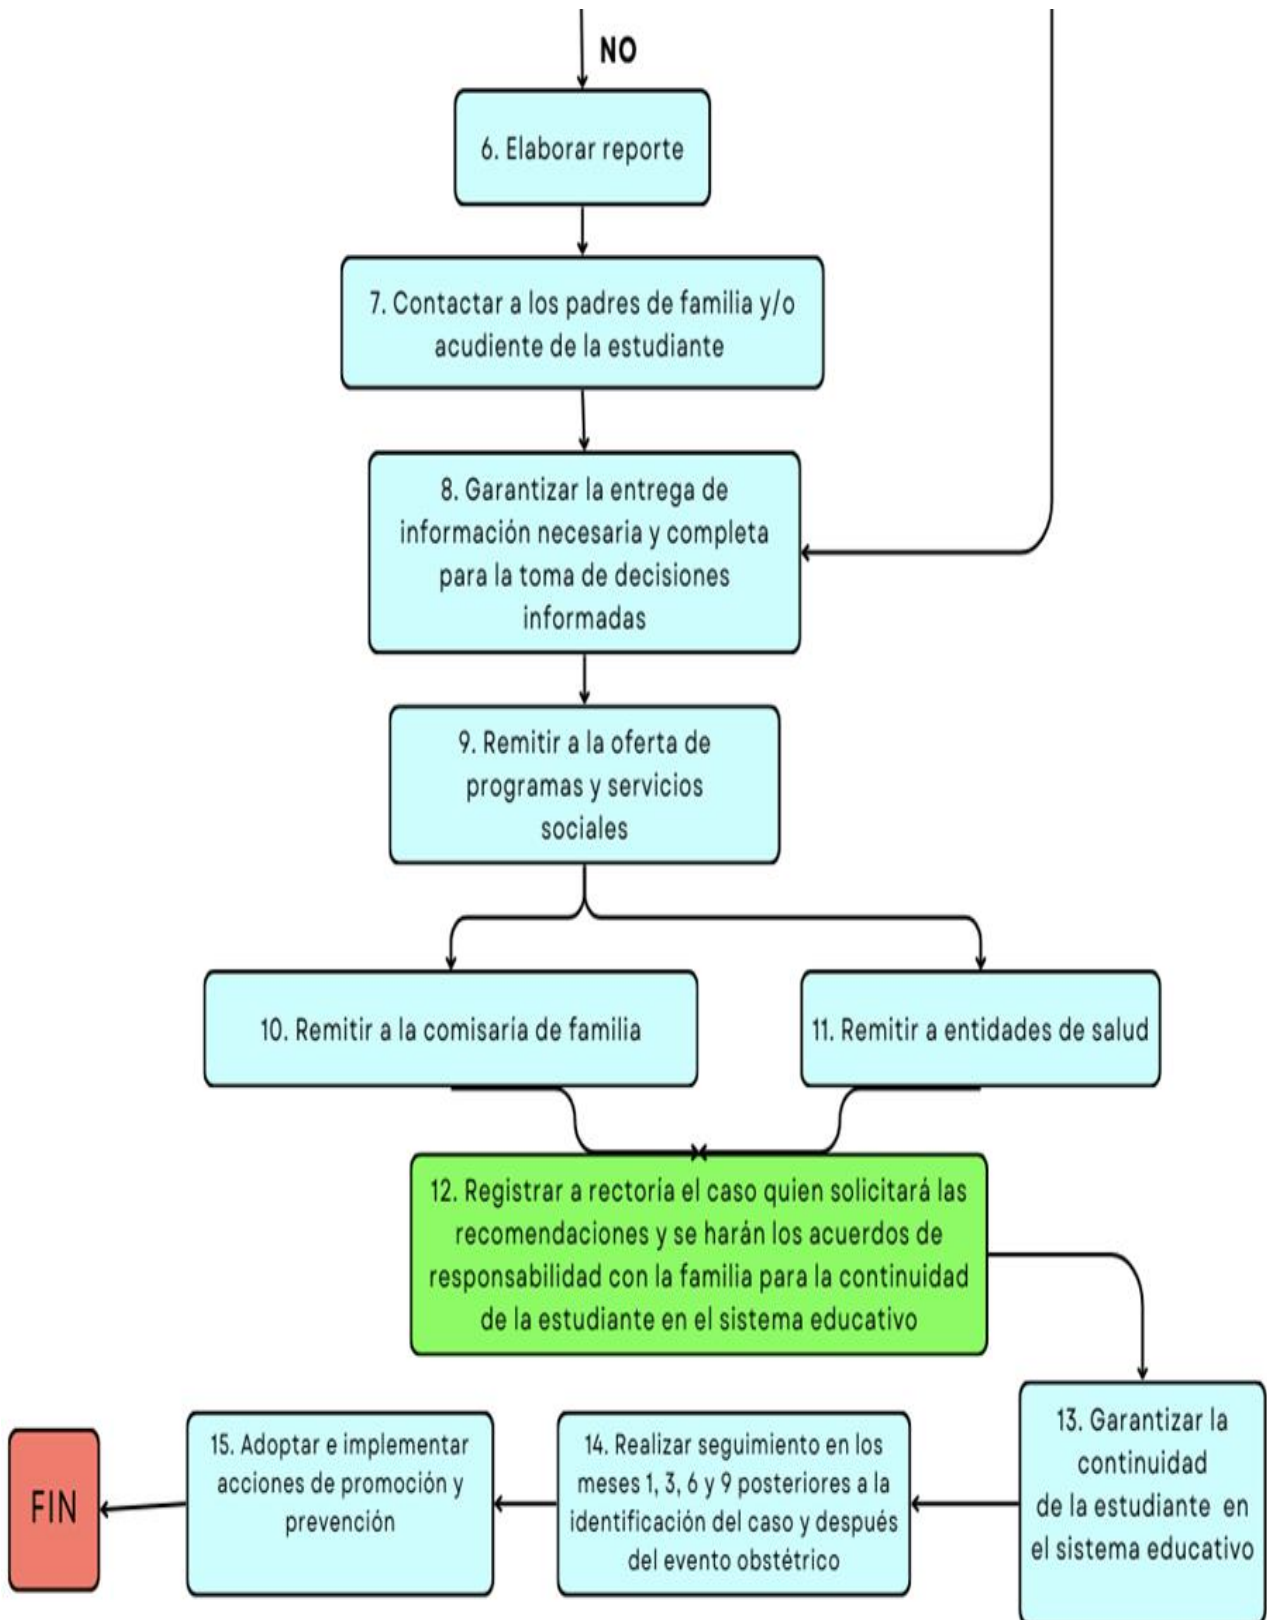 NO
6. Elaborar reporte
7. Contactar a los padres de familia y/o
acudiente de la estudiante
8. Garantizar la entrega de
información necesaria y completa
para la toma de decisiones
informadas
9. Remitir a la oferta de
programas y servicios
sociales
10. Remitir a la comisaría de familia
11. Remitir a entidades de salud
12. Registrar a rectoría el caso quien solicitará las
recomendaciones y se harán los acuerdos de
responsabilidad con la familia para la continuidad
de la estudiante en el sistema educativo
13. Garantizar la
continuidad
de la estudiante en
el sistema educativo
14. Realizar seguimiento en los
meses 1, 3, 6 y 9 posteriores a la
identificación del caso y después
del evento obstétrico
15. Adoptar e implementar
acciones de promoción y
prevención
FIN